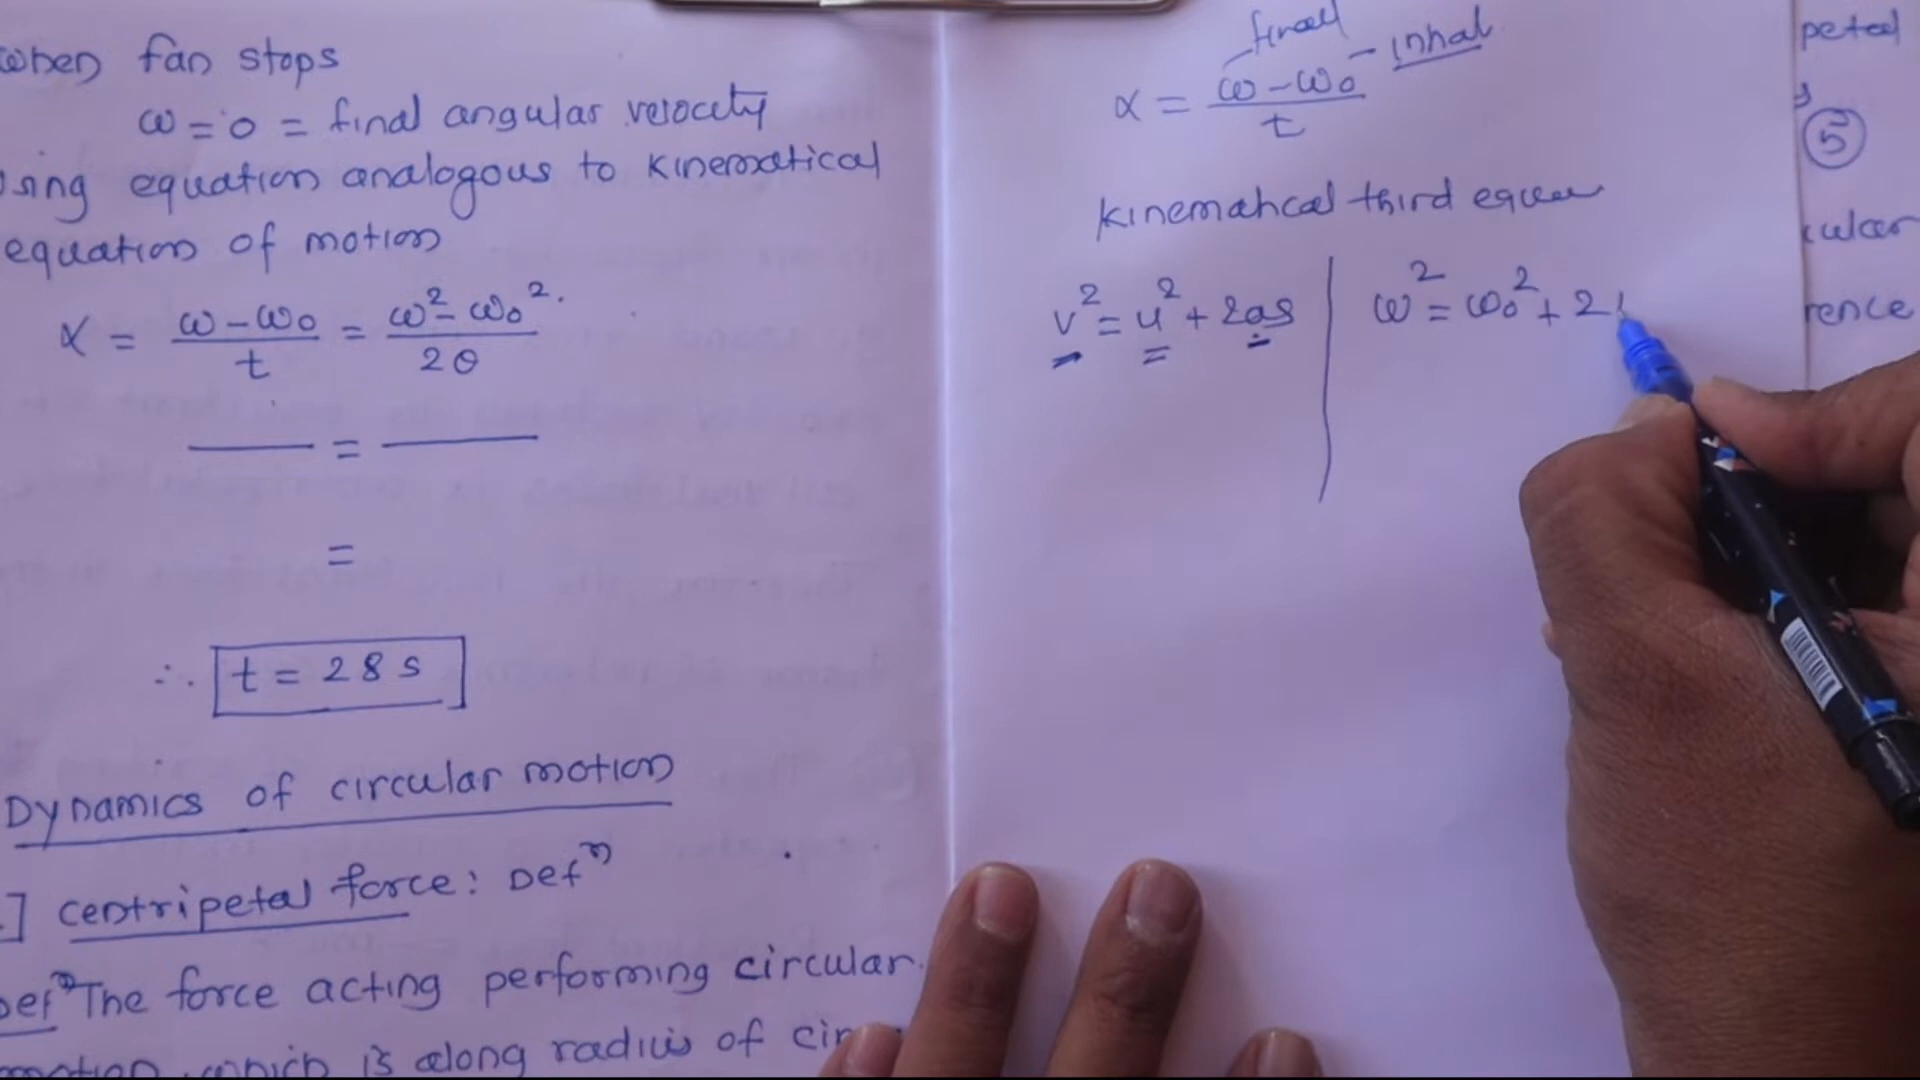 when fan stops
ω = 0 = final angular velocity
using equation analogous to kinematical
equation of motion
α = ω - ω₀ / t = ω² - ω₀² / 2θ
=
=
∴ t = 28 s
Dynamics of circular motion
] centripetal force: Defⁿ
Defⁿ The force acting performing circular
motion which is along radius of cir
final
initial
α = ω - ω₀ / t
kinematical third
v² = u² + 2as | ω² = ω₀² + 2
petal
5
cular
rence